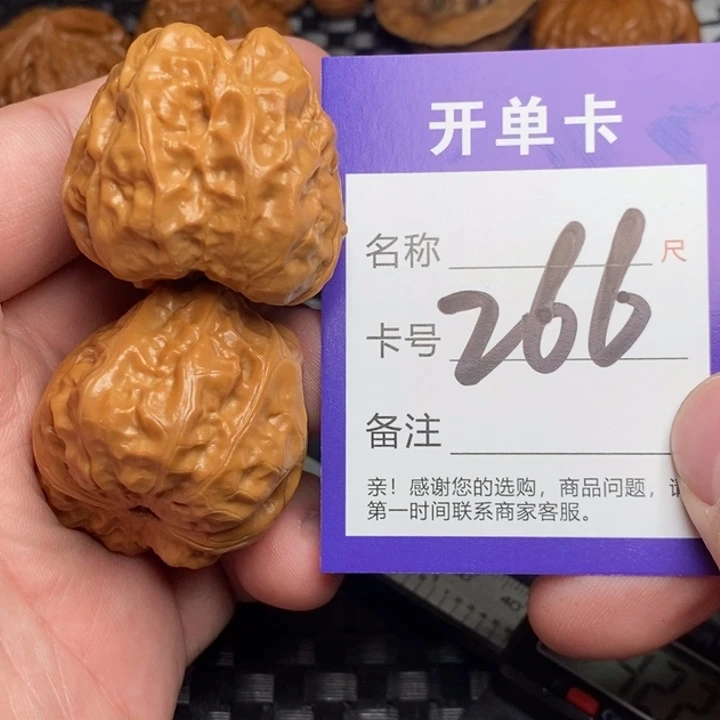 开单卡
名称 尺
卡号 266
备注
亲！感谢您的选购，商品问题，请
第一时间联系商家客服。